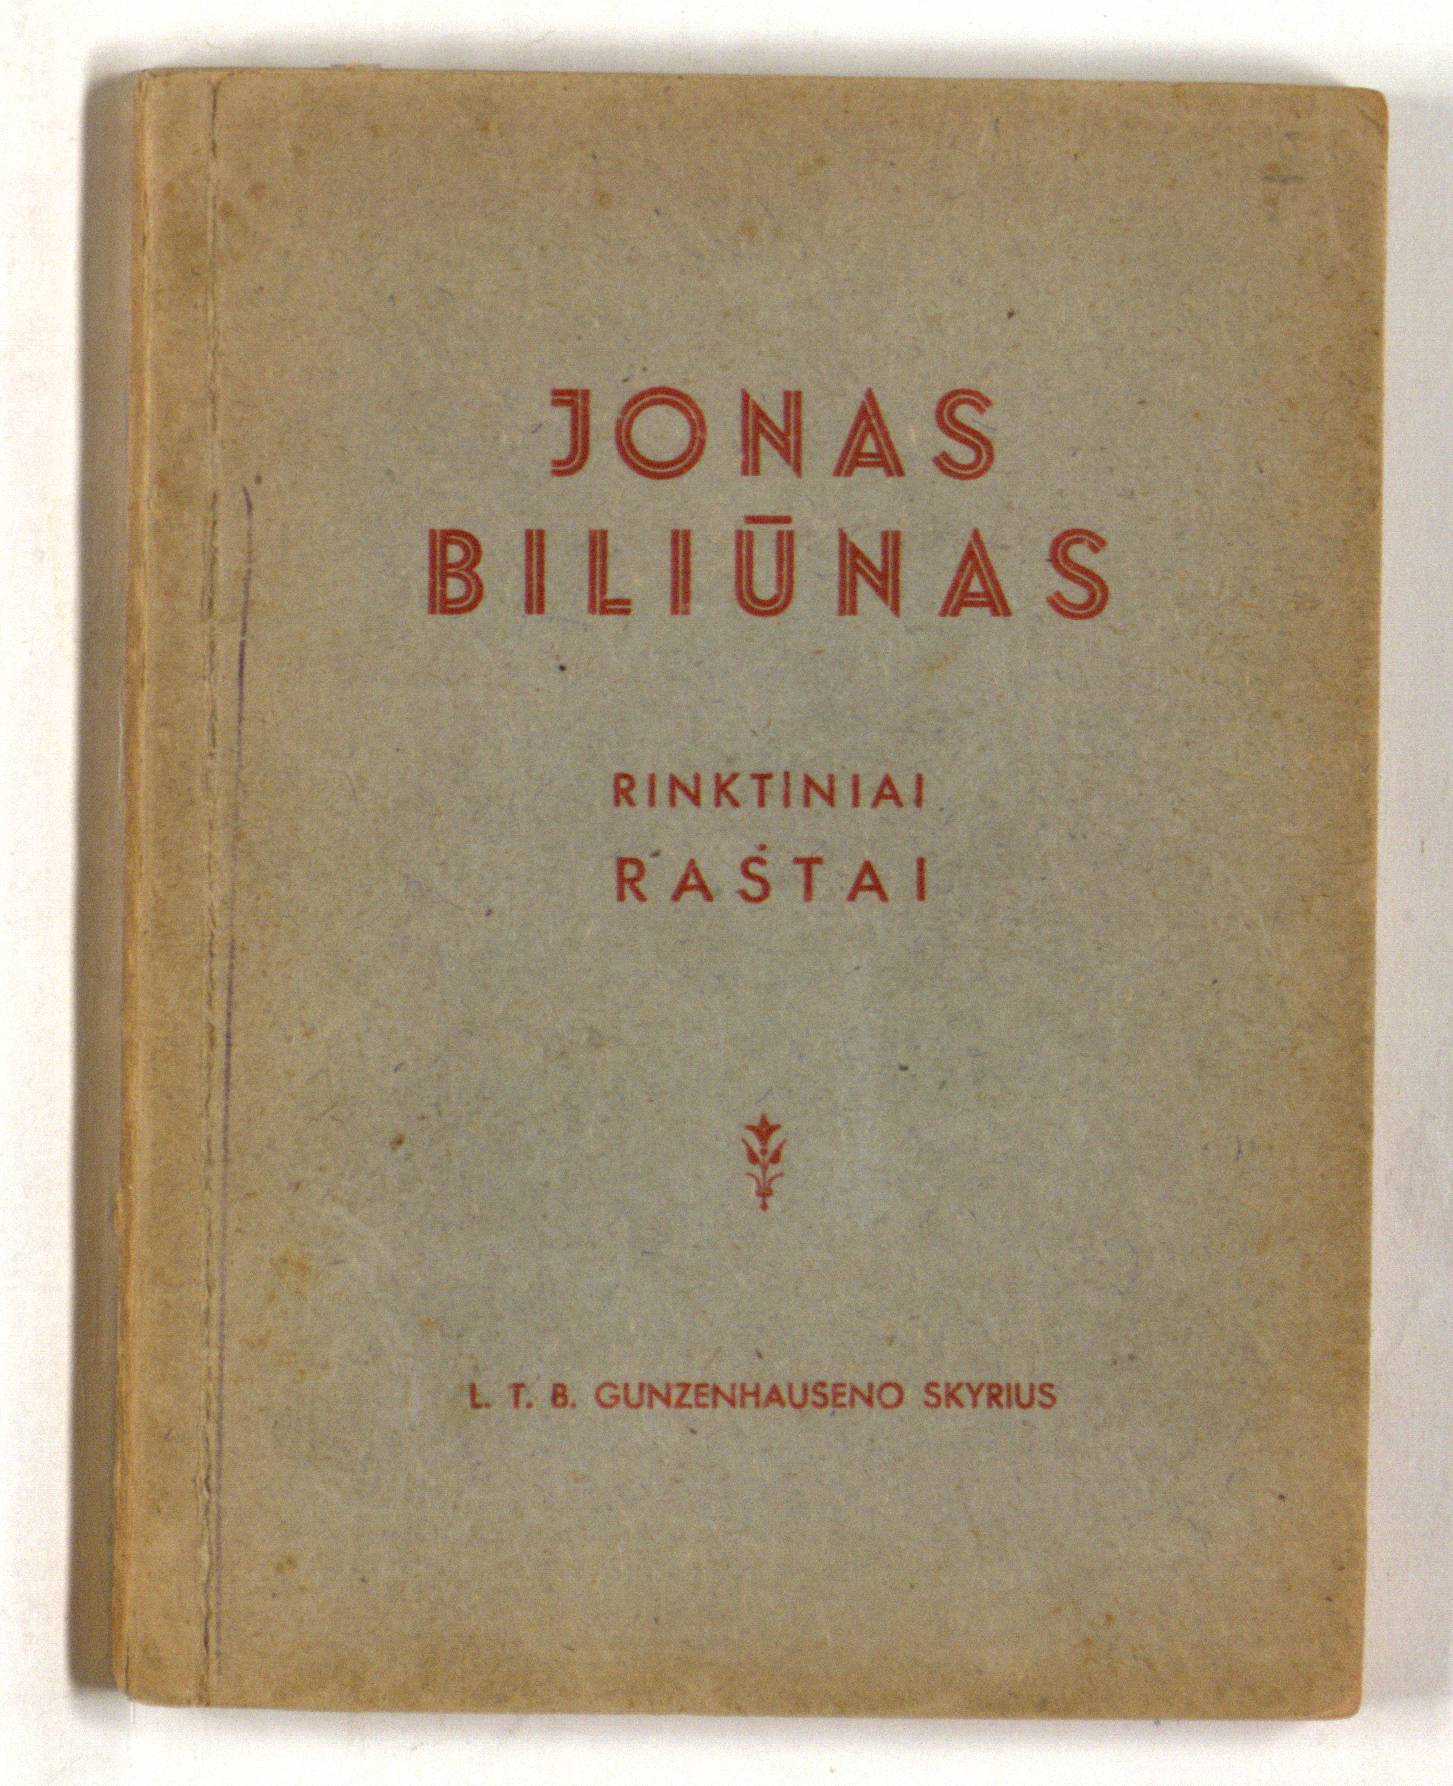 JONAS
BILIŪNAS
RINKTINIAI
RAŠTAI
L. T. B. GUNZENHAUSENO SKYRIUS